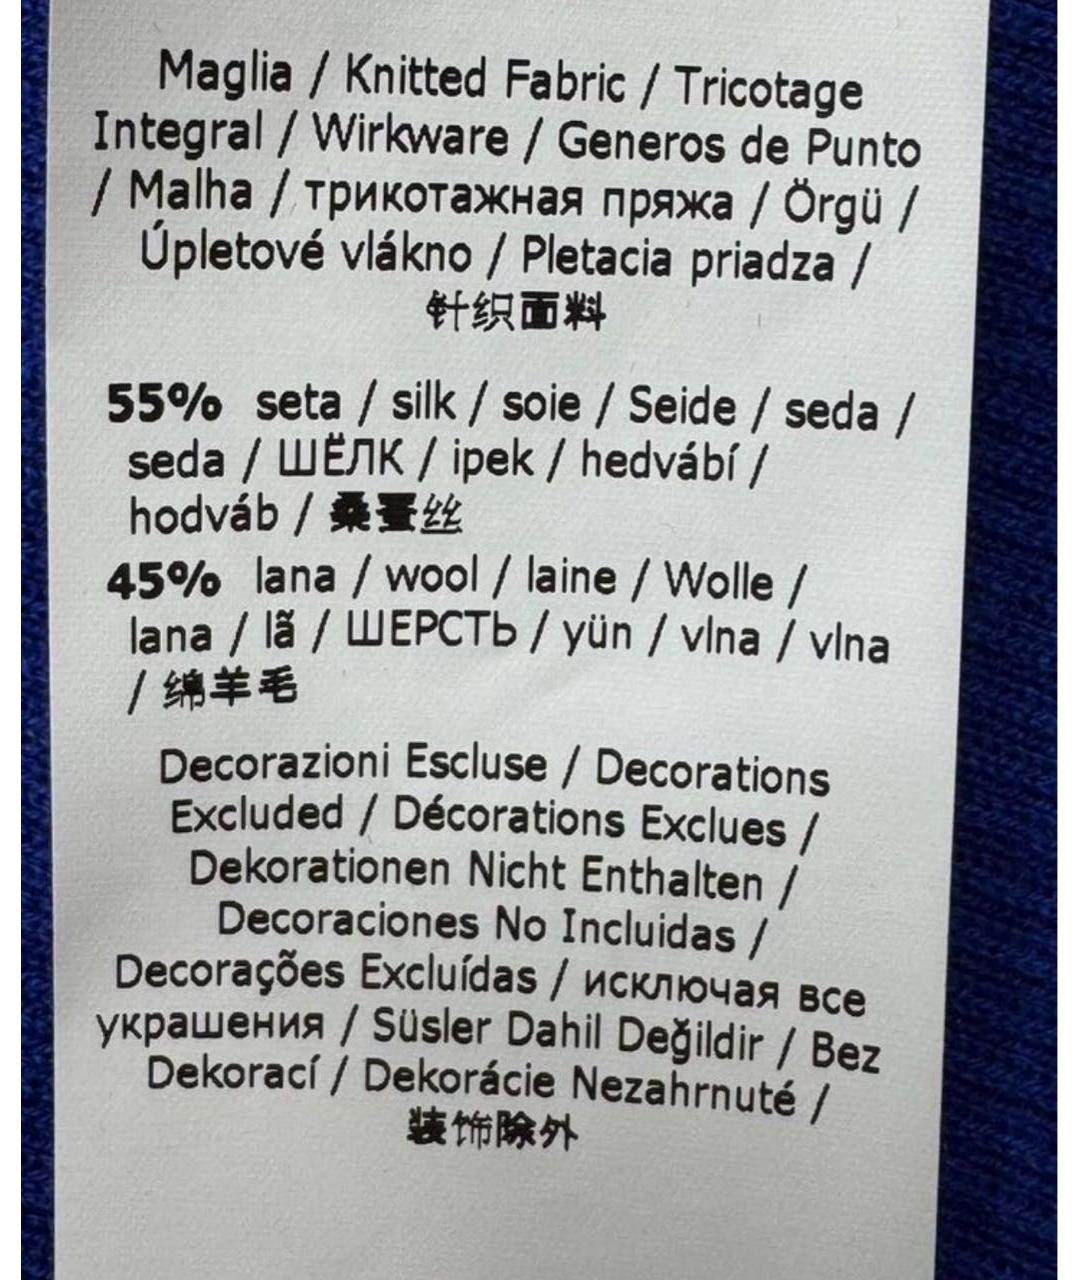 Maglia / Knitted Fabric / Tricotage
Integral / Wirkware / Generos de Punto
/ Malha / трикотажная пряжа / Örgü /
Úpletové vlákno / Pletacia priadza /
针织面料
55% seta / silk / soie / Seide / seda /
seda / ШЁЛК / ipek / hedvábí /
hodváb / 桑蚕丝
45% lana / wool / laine / Wolle /
lana / lã / ШЕРСТЬ / yün / vlna / vlna
/ 绵羊毛
Decorazioni Escluse / Decorations
Excluded / Décorations Exclues /
Dekorationen Nicht Enthalten /
Decoraciones No Incluidas /
Decorações Excluídas / исключая все
украшения / Süsler Dahil Değildir / Bez
Dekorací / Dekorácie Nezahrnuté /
装饰除外